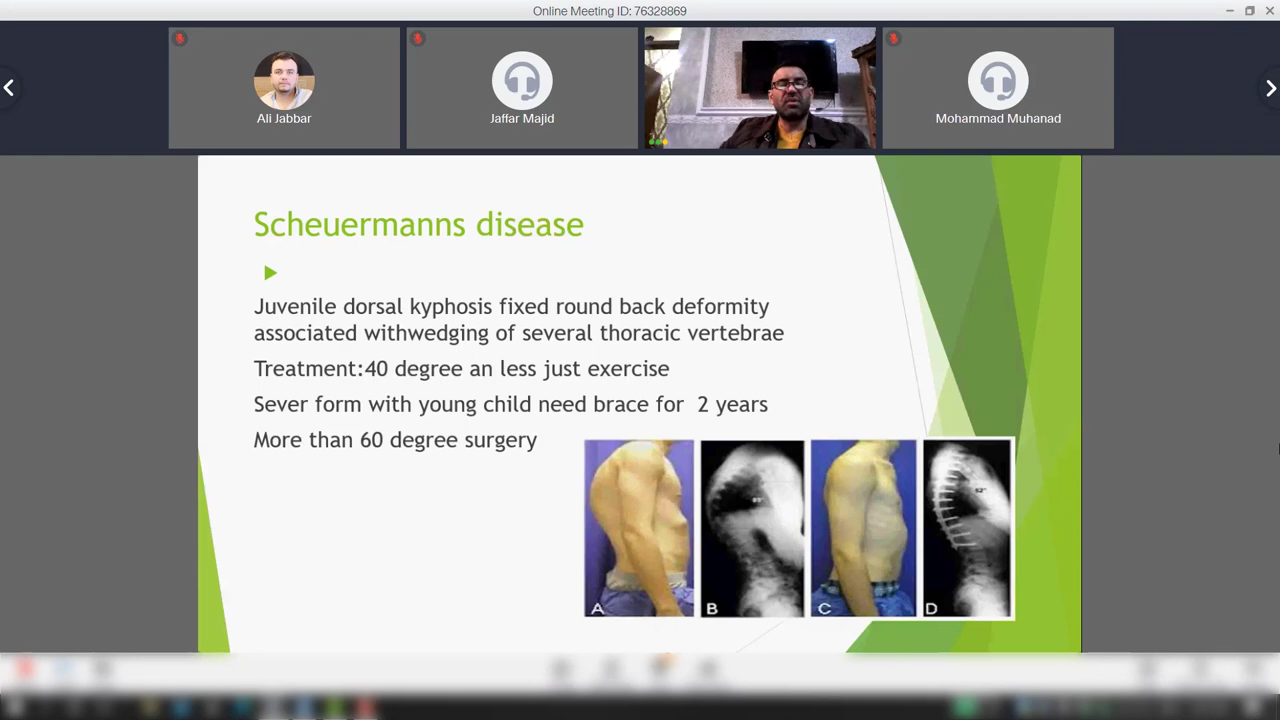 Online Meeting ID: 76328869
Ali Jabbar
Jaffar Majid
Mohammad Muhanad
Scheuermanns disease
Juvenile dorsal kyphosis fixed round back deformity
associated withwedging of several thoracic vertebrae
Treatment:40 degree an less just exercise
Sever form with young child need brace for 2 years
More than 60 degree surgery
A
B
C
D